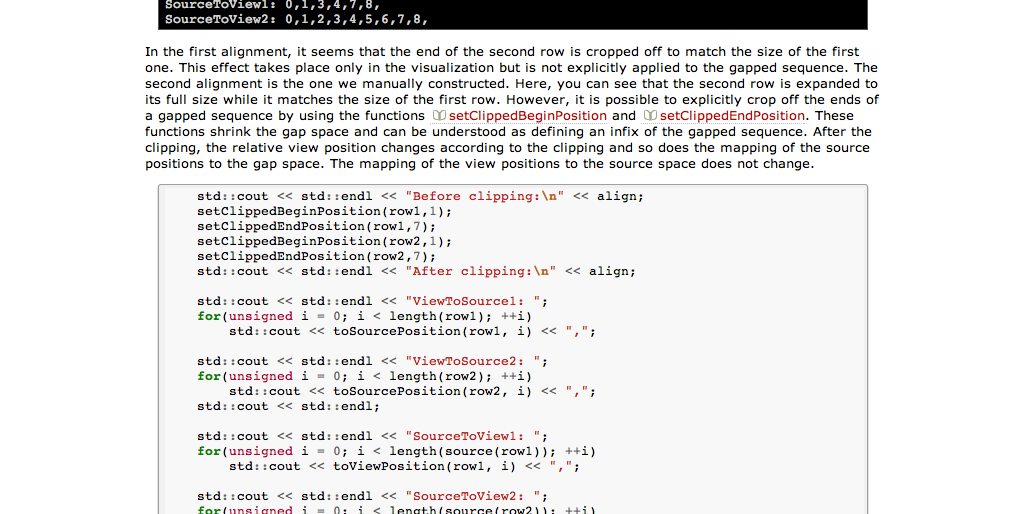 SourceToView1: 0,1,3,4,7,8,
SourceToView2: 0,1,2,3,4,5,6,7,8,
In the first alignment, it seems that the end of the second row is cropped off to match the size of the first
one. This effect takes place only in the visualization but is not explicitly applied to the gapped sequence. The
second alignment is the one we manually constructed. Here, you can see that the second row is expanded to
its full size while it matches the size of the first row. However, it is possible to explicitly crop off the ends of
a gapped sequence by using the functions setClippedBeginPosition and setClippedEndPosition. These
functions shrink the gap space and can be understood as defining an infix of the gapped sequence. After the
clipping, the relative view position changes according to the clipping and so does the mapping of the source
positions to the gap space. The mapping of the view positions to the source space does not change.
std::cout << std::endl << "Before clipping:\n" << align;
setClippedBeginPosition(row1,1);
setClippedEndPosition(row1,7);
setClippedBeginPosition(row2,1);
setClippedEndPosition(row2,7);
std::cout << std::endl << "After clipping:\n" << align;
std::cout << std::endl << "ViewToSource1: ";
for(unsigned i = 0; i < length(row1); ++i)
std::cout << toSourcePosition(row1, i) << ",";
std::cout << std::endl << "ViewToSource2: ";
for(unsigned i = 0; i < length(row2); ++i)
std::cout << toSourcePosition(row2, i) << ",";
std::cout << std::endl;
std::cout << std::endl << "SourceToView1: ";
for(unsigned i = 0; i < length(source(row1)); ++i)
std::cout << toViewPosition(row1, i) << ",";
std::cout << std::endl << "SourceToView2: ";
for(unsigned i = 0; i < length(source(row2)); ++i)